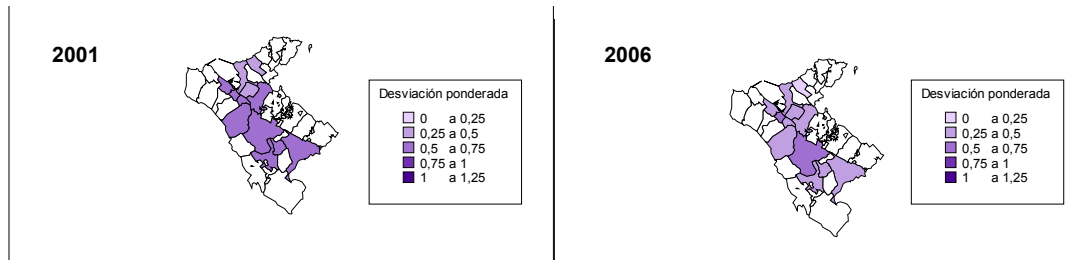 2001
Desviación ponderada
0 a 0,25
0,25 a 0,5
0,5 a 0,75
0,75 a 1
1 a 1,25
2006
Desviación ponderada
0 a 0,25
0,25 a 0,5
0,5 a 0,75
0,75 a 1
1 a 1,25